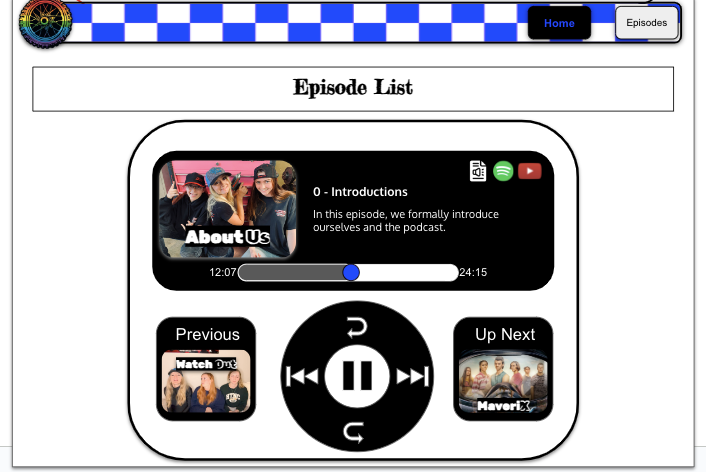 Home
Episodes
Episode List
0 - Introductions
In this episode, we formally introduce
ourselves and the podcast.
About Us
12:07
24:15
Previous
Watch Out
Up Next
MaveriX